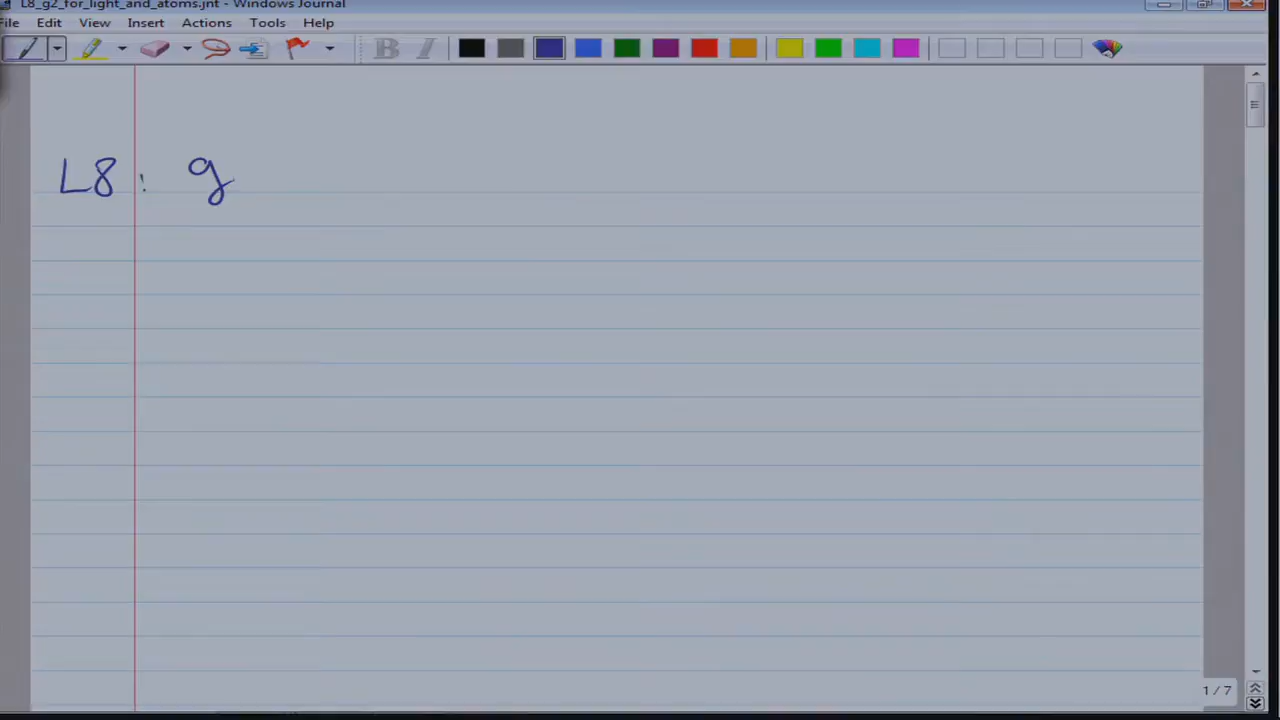 L8_g2_for_light_and_atoms.jnt - Windows Journal
File Edit View Insert Actions Tools Help
B I
L8 : g
1 / 7